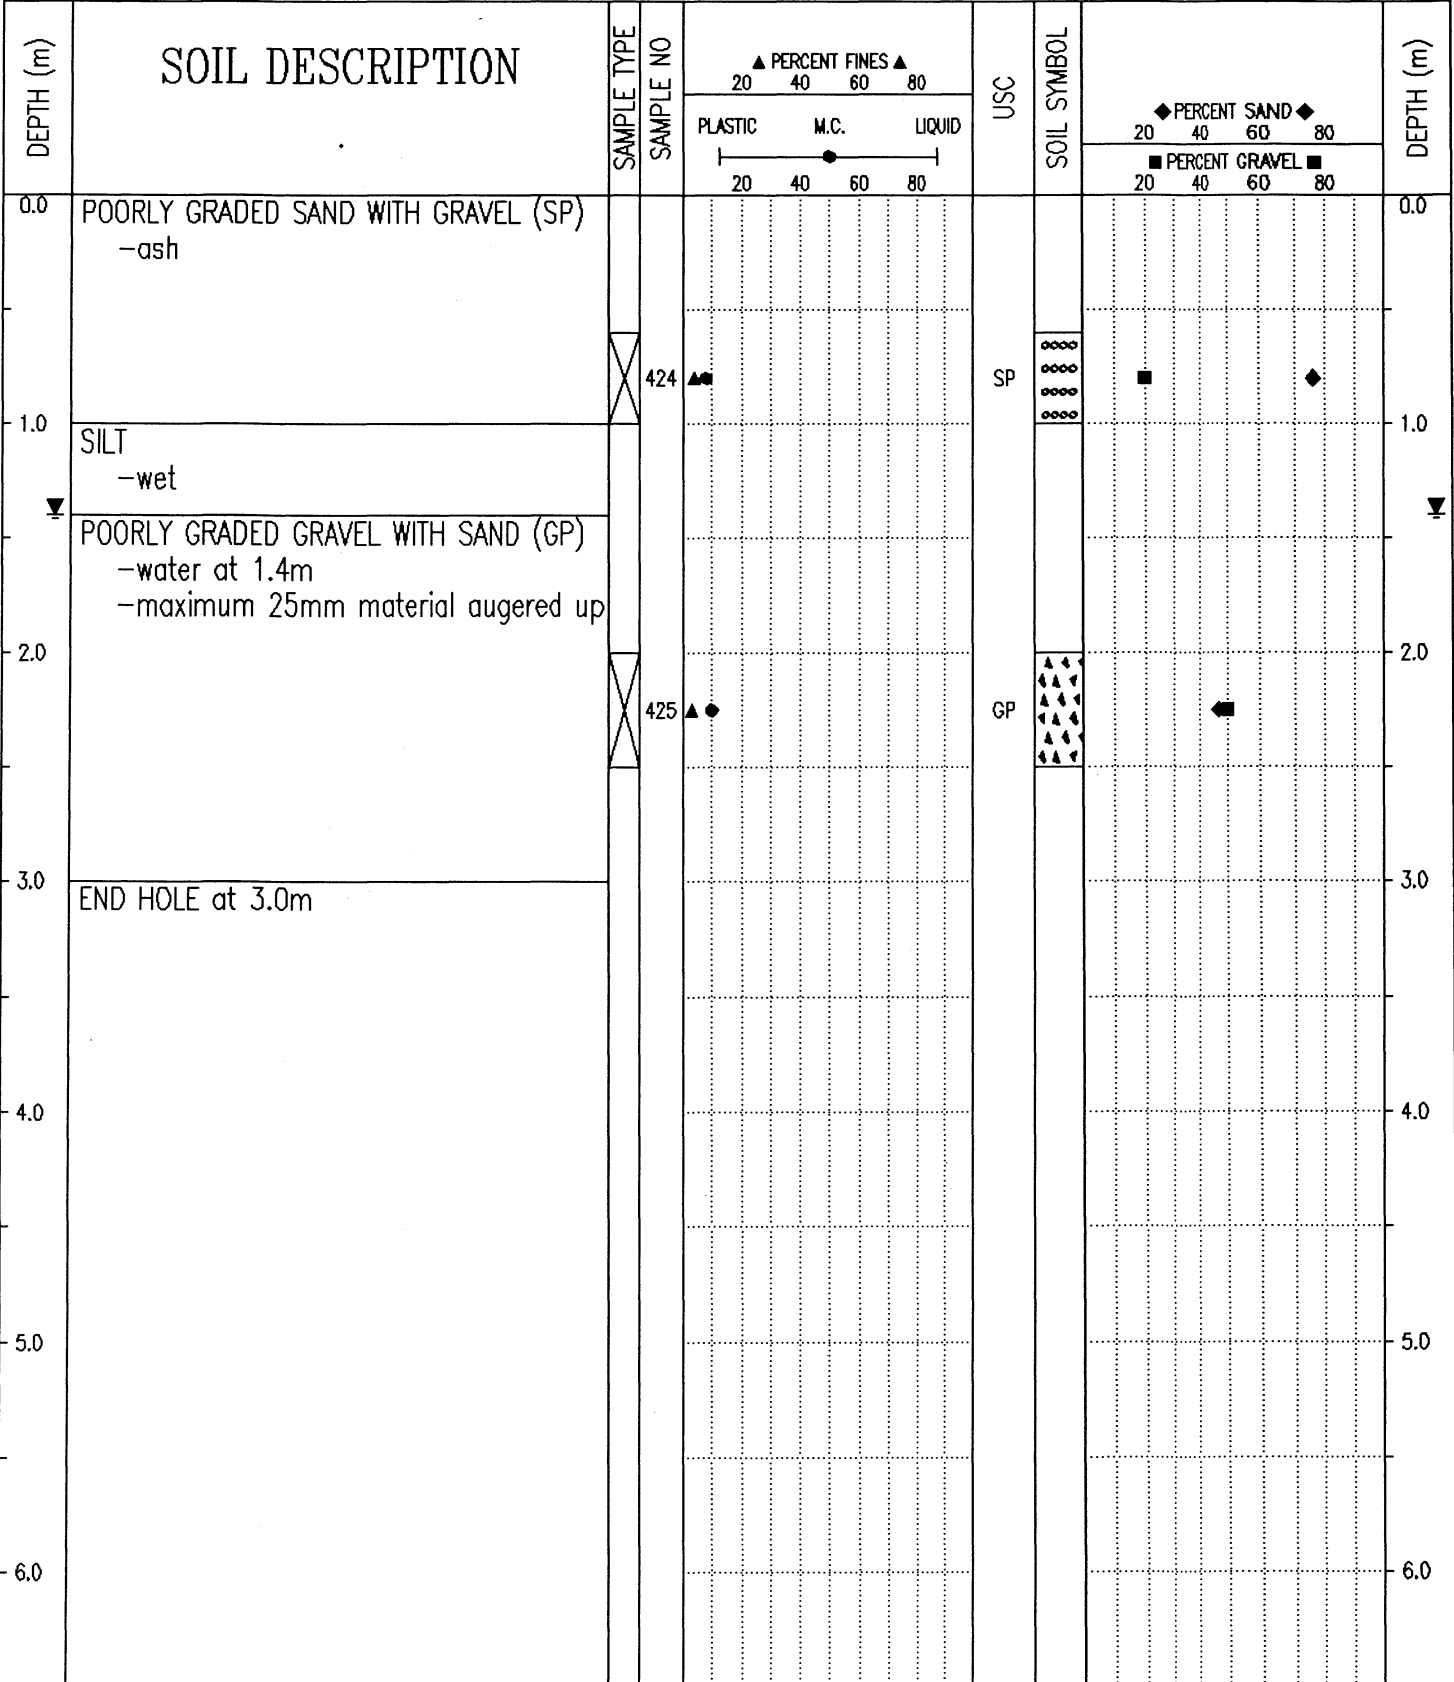 DEPTH (m)
SOIL DESCRIPTION
SAMPLE TYPE
SAMPLE NO
▲ PERCENT FINES ▲
20 40 60 80
PLASTIC M.C. LIQUID
20 40 60 80
USC
SOIL SYMBOL
◆PERCENT SAND◆
20 40 60 80
■PERCENT GRAVEL■
20 40 60 80
DEPTH (m)
0.0
POORLY GRADED SAND WITH GRAVEL (SP)
0.0
-ash
424
SP
1.0
1.0
SILT
-wet
POORLY GRADED GRAVEL WITH SAND (GP)
-water at 1.4m
-maximum 25mm material augered up
2.0
2.0
425
GP
3.0
3.0
END HOLE at 3.0m
4.0
4.0
5.0
5.0
6.0
6.0